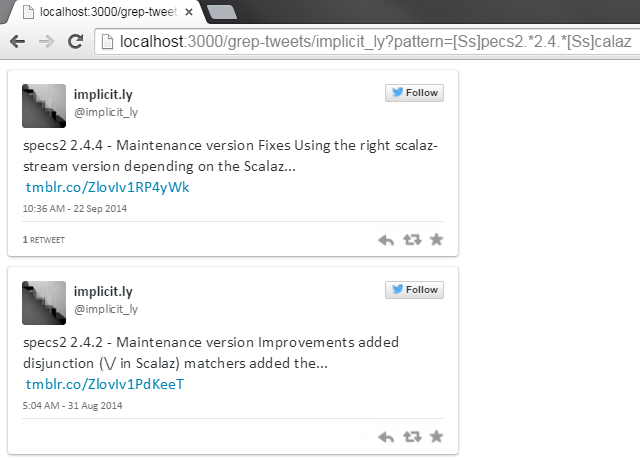 localhost:3000/grep-tweet
localhost:3000/grep-tweets/implicit_ly?pattern=[Ss]pecs2.*2.4.*[Ss]calaz
implicit.ly
Follow
@implicit_ly
specs2 2.4.4 - Maintenance version Fixes Using the right scalaz-
stream version depending on the Scalaz...
tmblr.co/ZlovIv1RP4yWk
10:36 AM - 22 Sep 2014
1 RETWEET
implicit.ly
Follow
@implicit_ly
specs2 2.4.2 - Maintenance version Improvements added
disjunction (\/ in Scalaz) matchers added the...
tmblr.co/ZlovIv1PdKeeT
5:04 AM - 31 Aug 2014